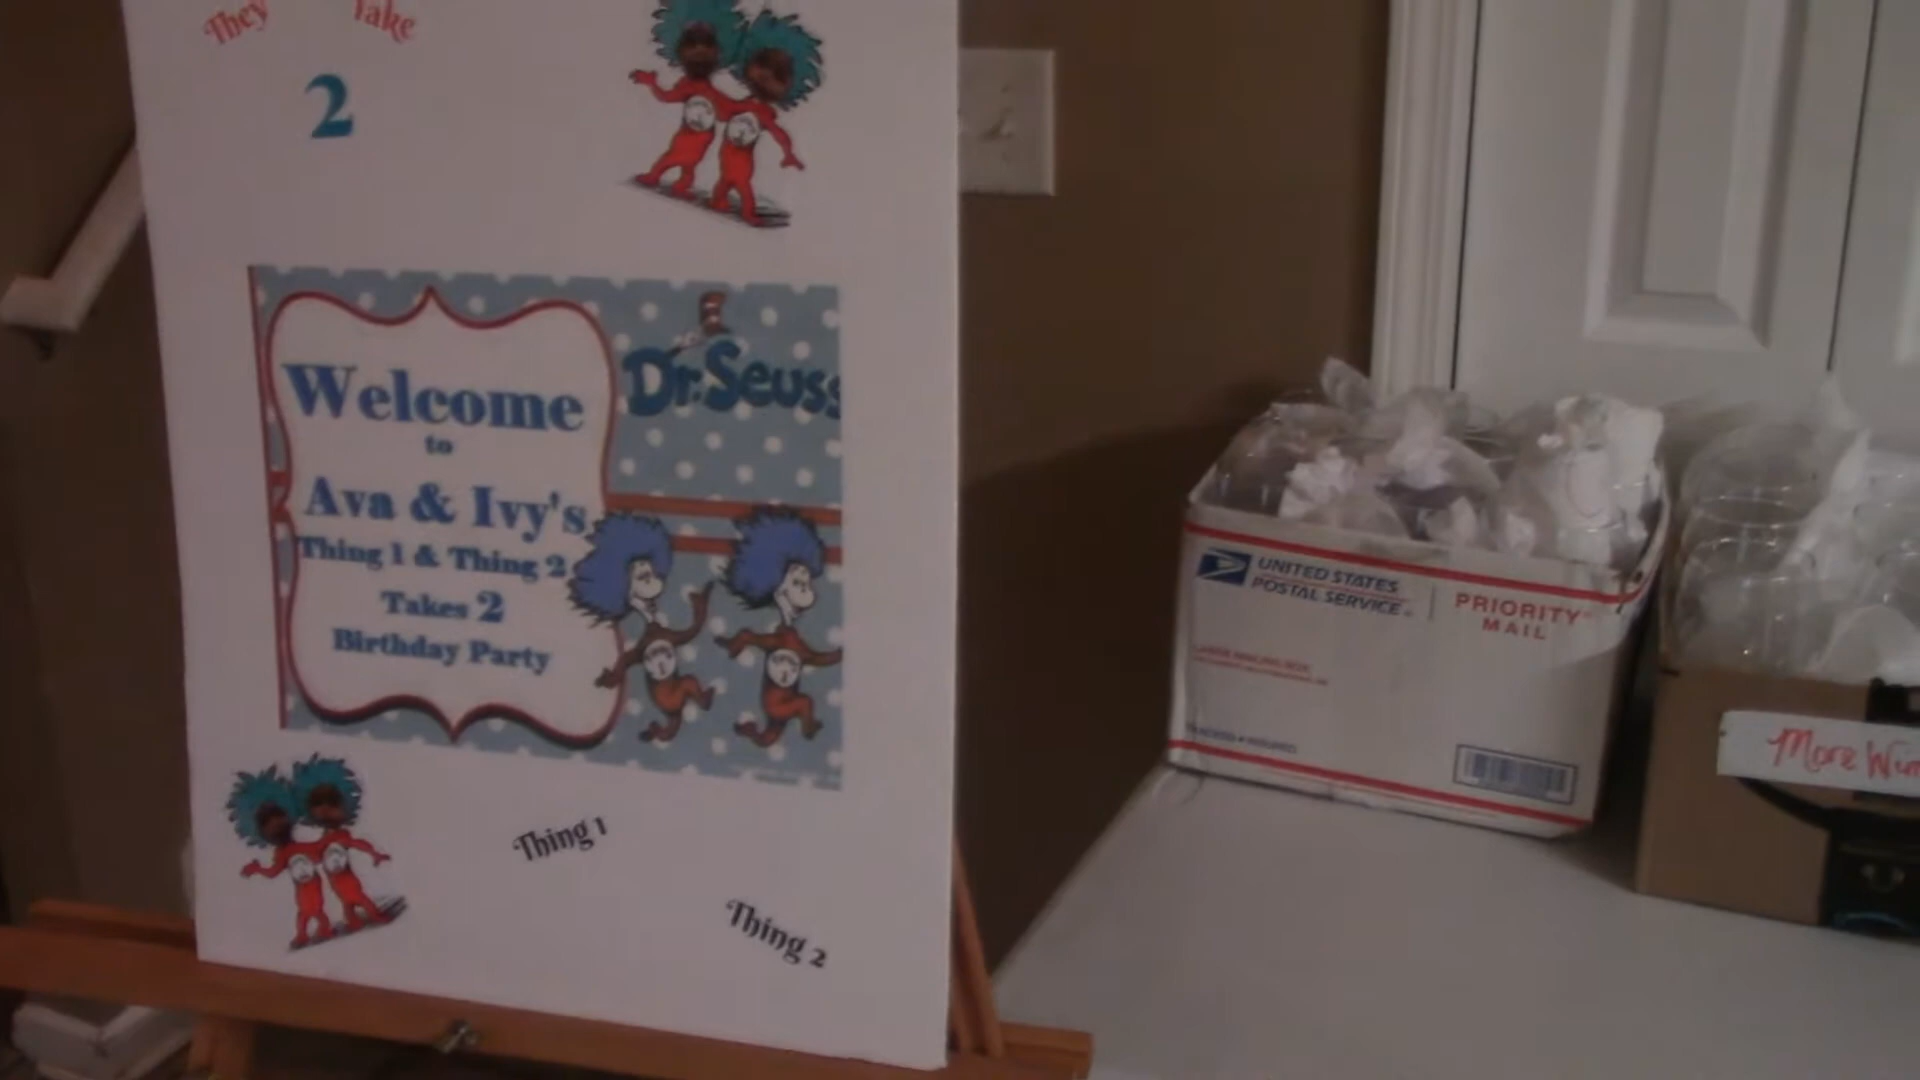 They Take
2
Dr. Seuss
Welcome
to
Ava & Ivy's
Thing 1 & Thing 2
Takes 2
Birthday Party
Thing 1
Thing 2
UNITED STATES
POSTAL SERVICE
PRIORITY
MAIL
More